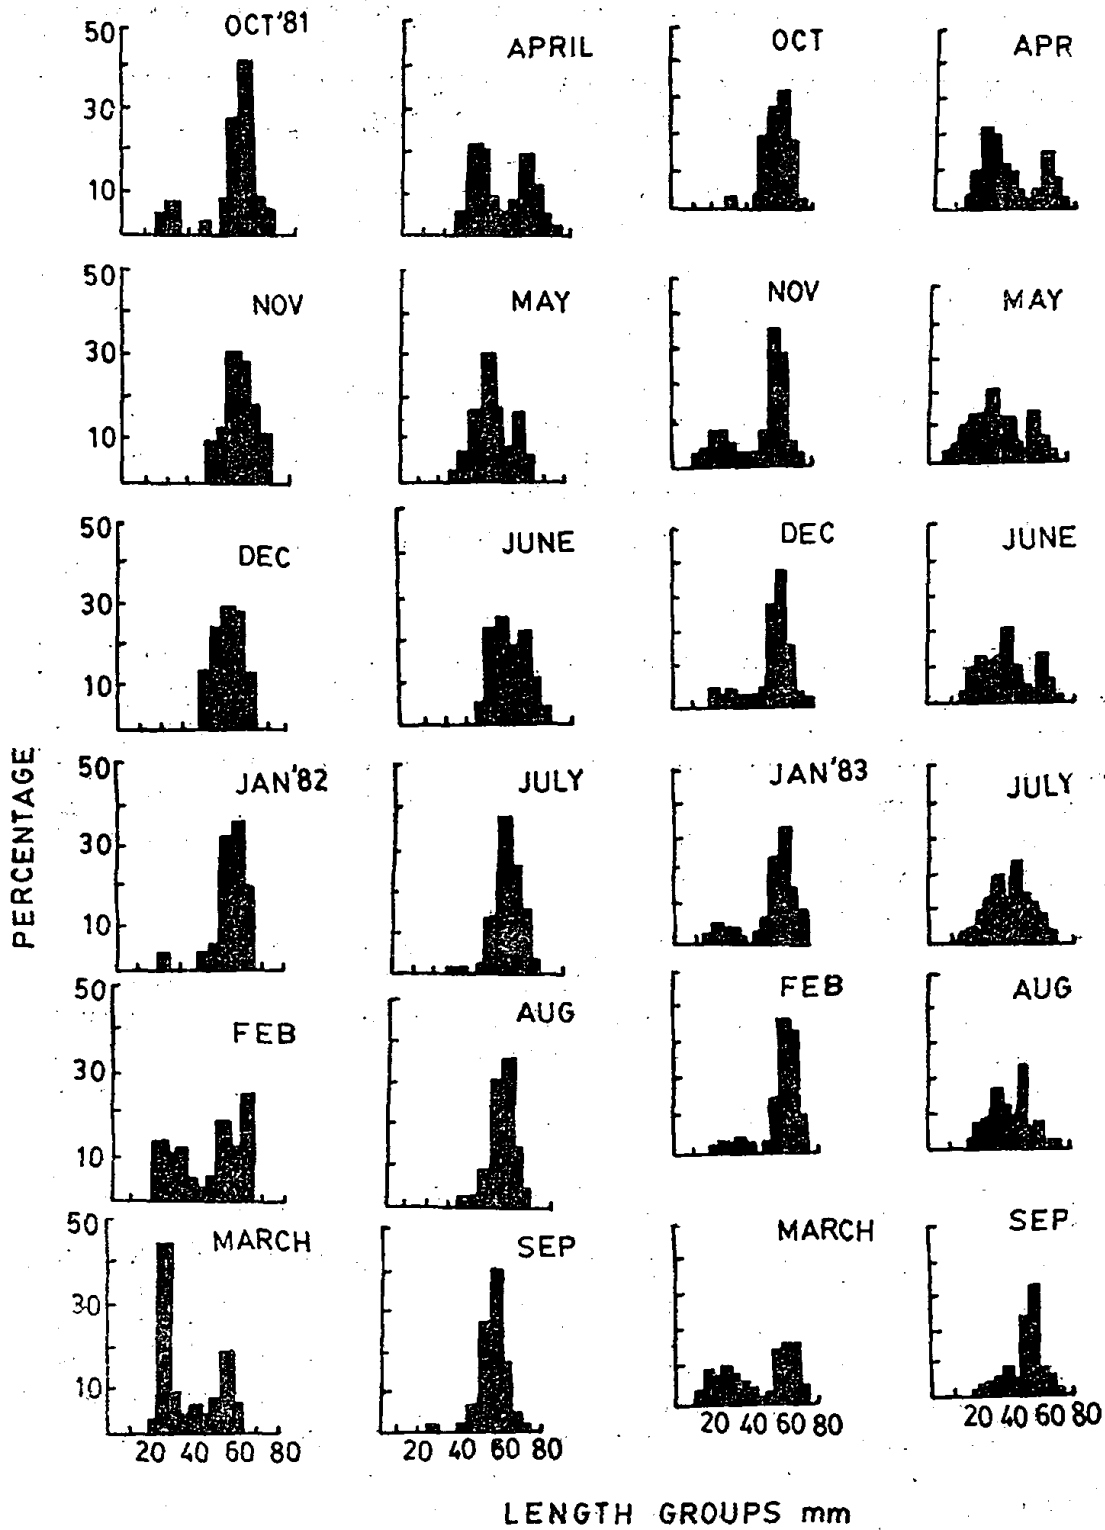 OCT'81
50
30
10
APRIL
OCT
APR
NOV
50
30
10
MAY
NOV
MAY
DEC
50
30
10
JUNE
DEC
JUNE
JAN'82
50
30
10
JULY
JAN'83
JULY
FEB
50
30
10
AUG
FEB
AUG
MARCH
50
30
10
20 40 60 80
SEP
20 40 60 80
MARCH
20 40 60 80
SEP
20 40 60 80
PERCENTAGE
LENGTH GROUPS mm